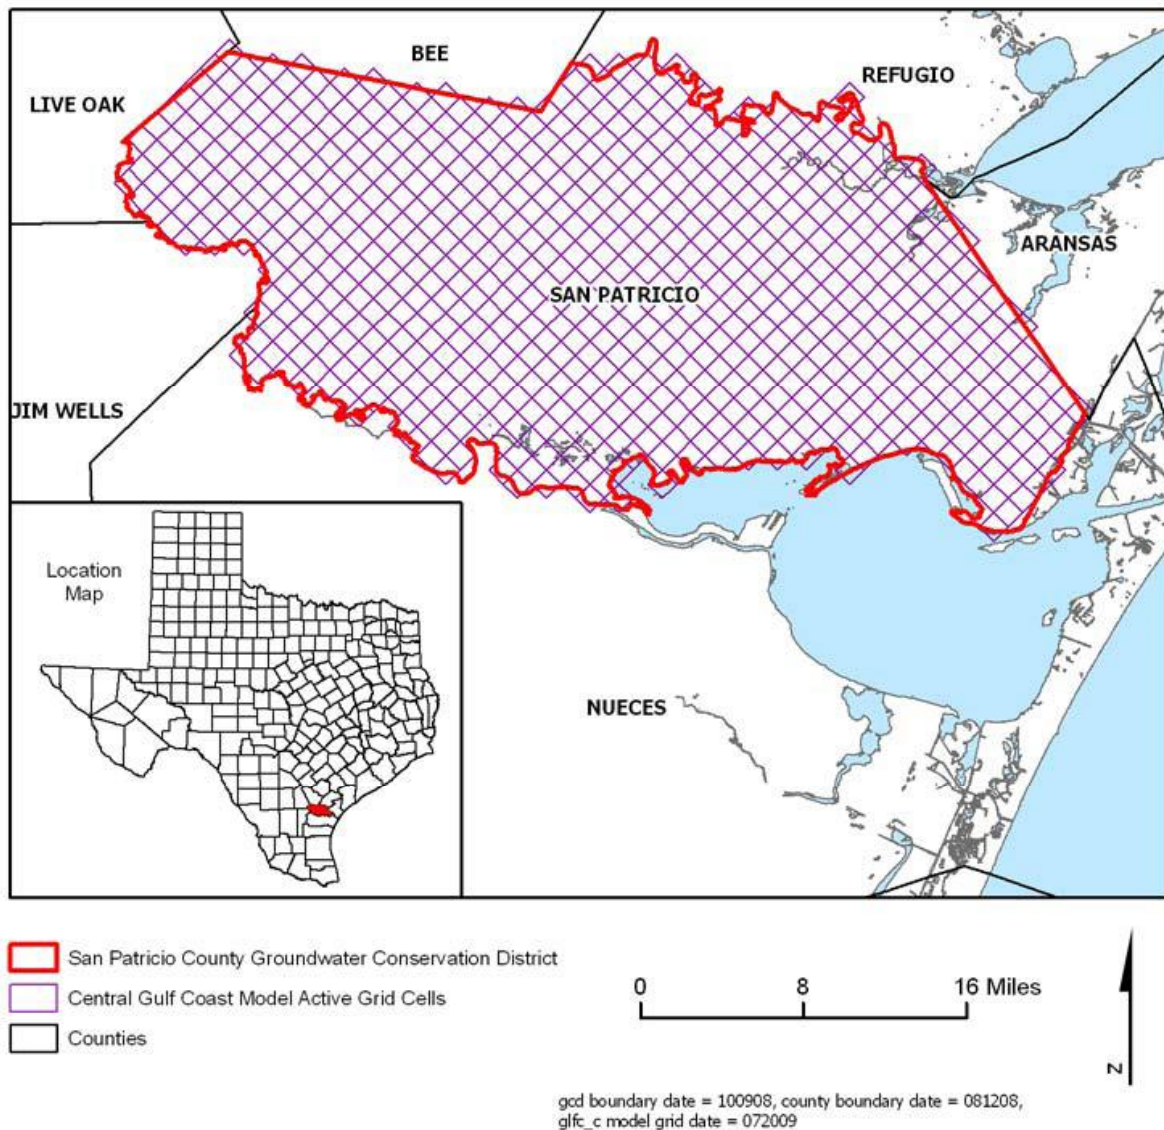 BEE
REFUGIO
LIVE OAK
ARANSAS
SAN PATRICIO
JIM WELLS
Location
Map
NUECES
San Patricio County Groundwater Conservation District
Central Gulf Coast Model Active Grid Cells
Counties
0 8 16 Miles
N
gcd boundary date = 100908, county boundary date = 081208,
glfc_c model grid date = 072009